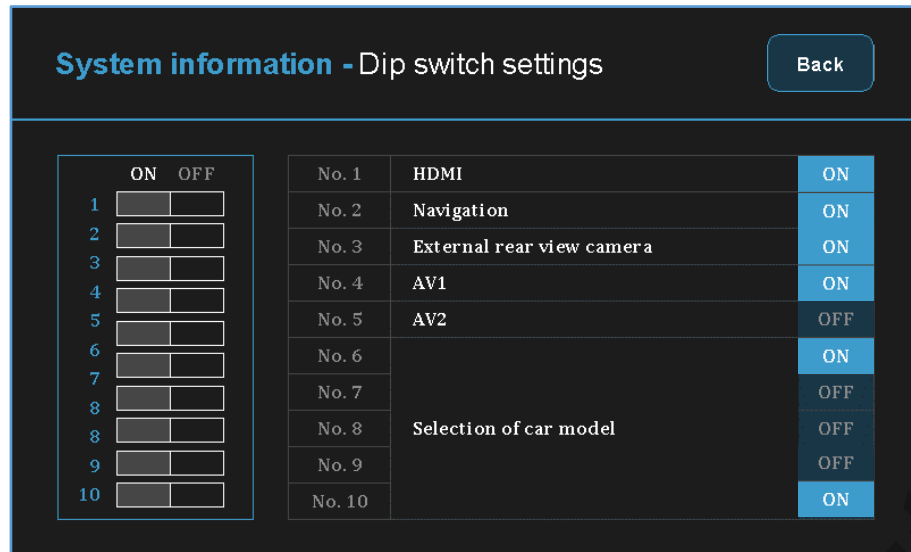 System information - Dip switch settings
Back
ON OFF
1
2
3
4
5
6
7
8
8
9
10
No. 1 HDMI ON
No. 2 Navigation ON
No. 3 External rear view camera ON
No. 4 AV1 ON
No. 5 AV2 OFF
No. 6 ON
No. 7 OFF
No. 8 Selection of car model OFF
No. 9 OFF
No. 10 ON